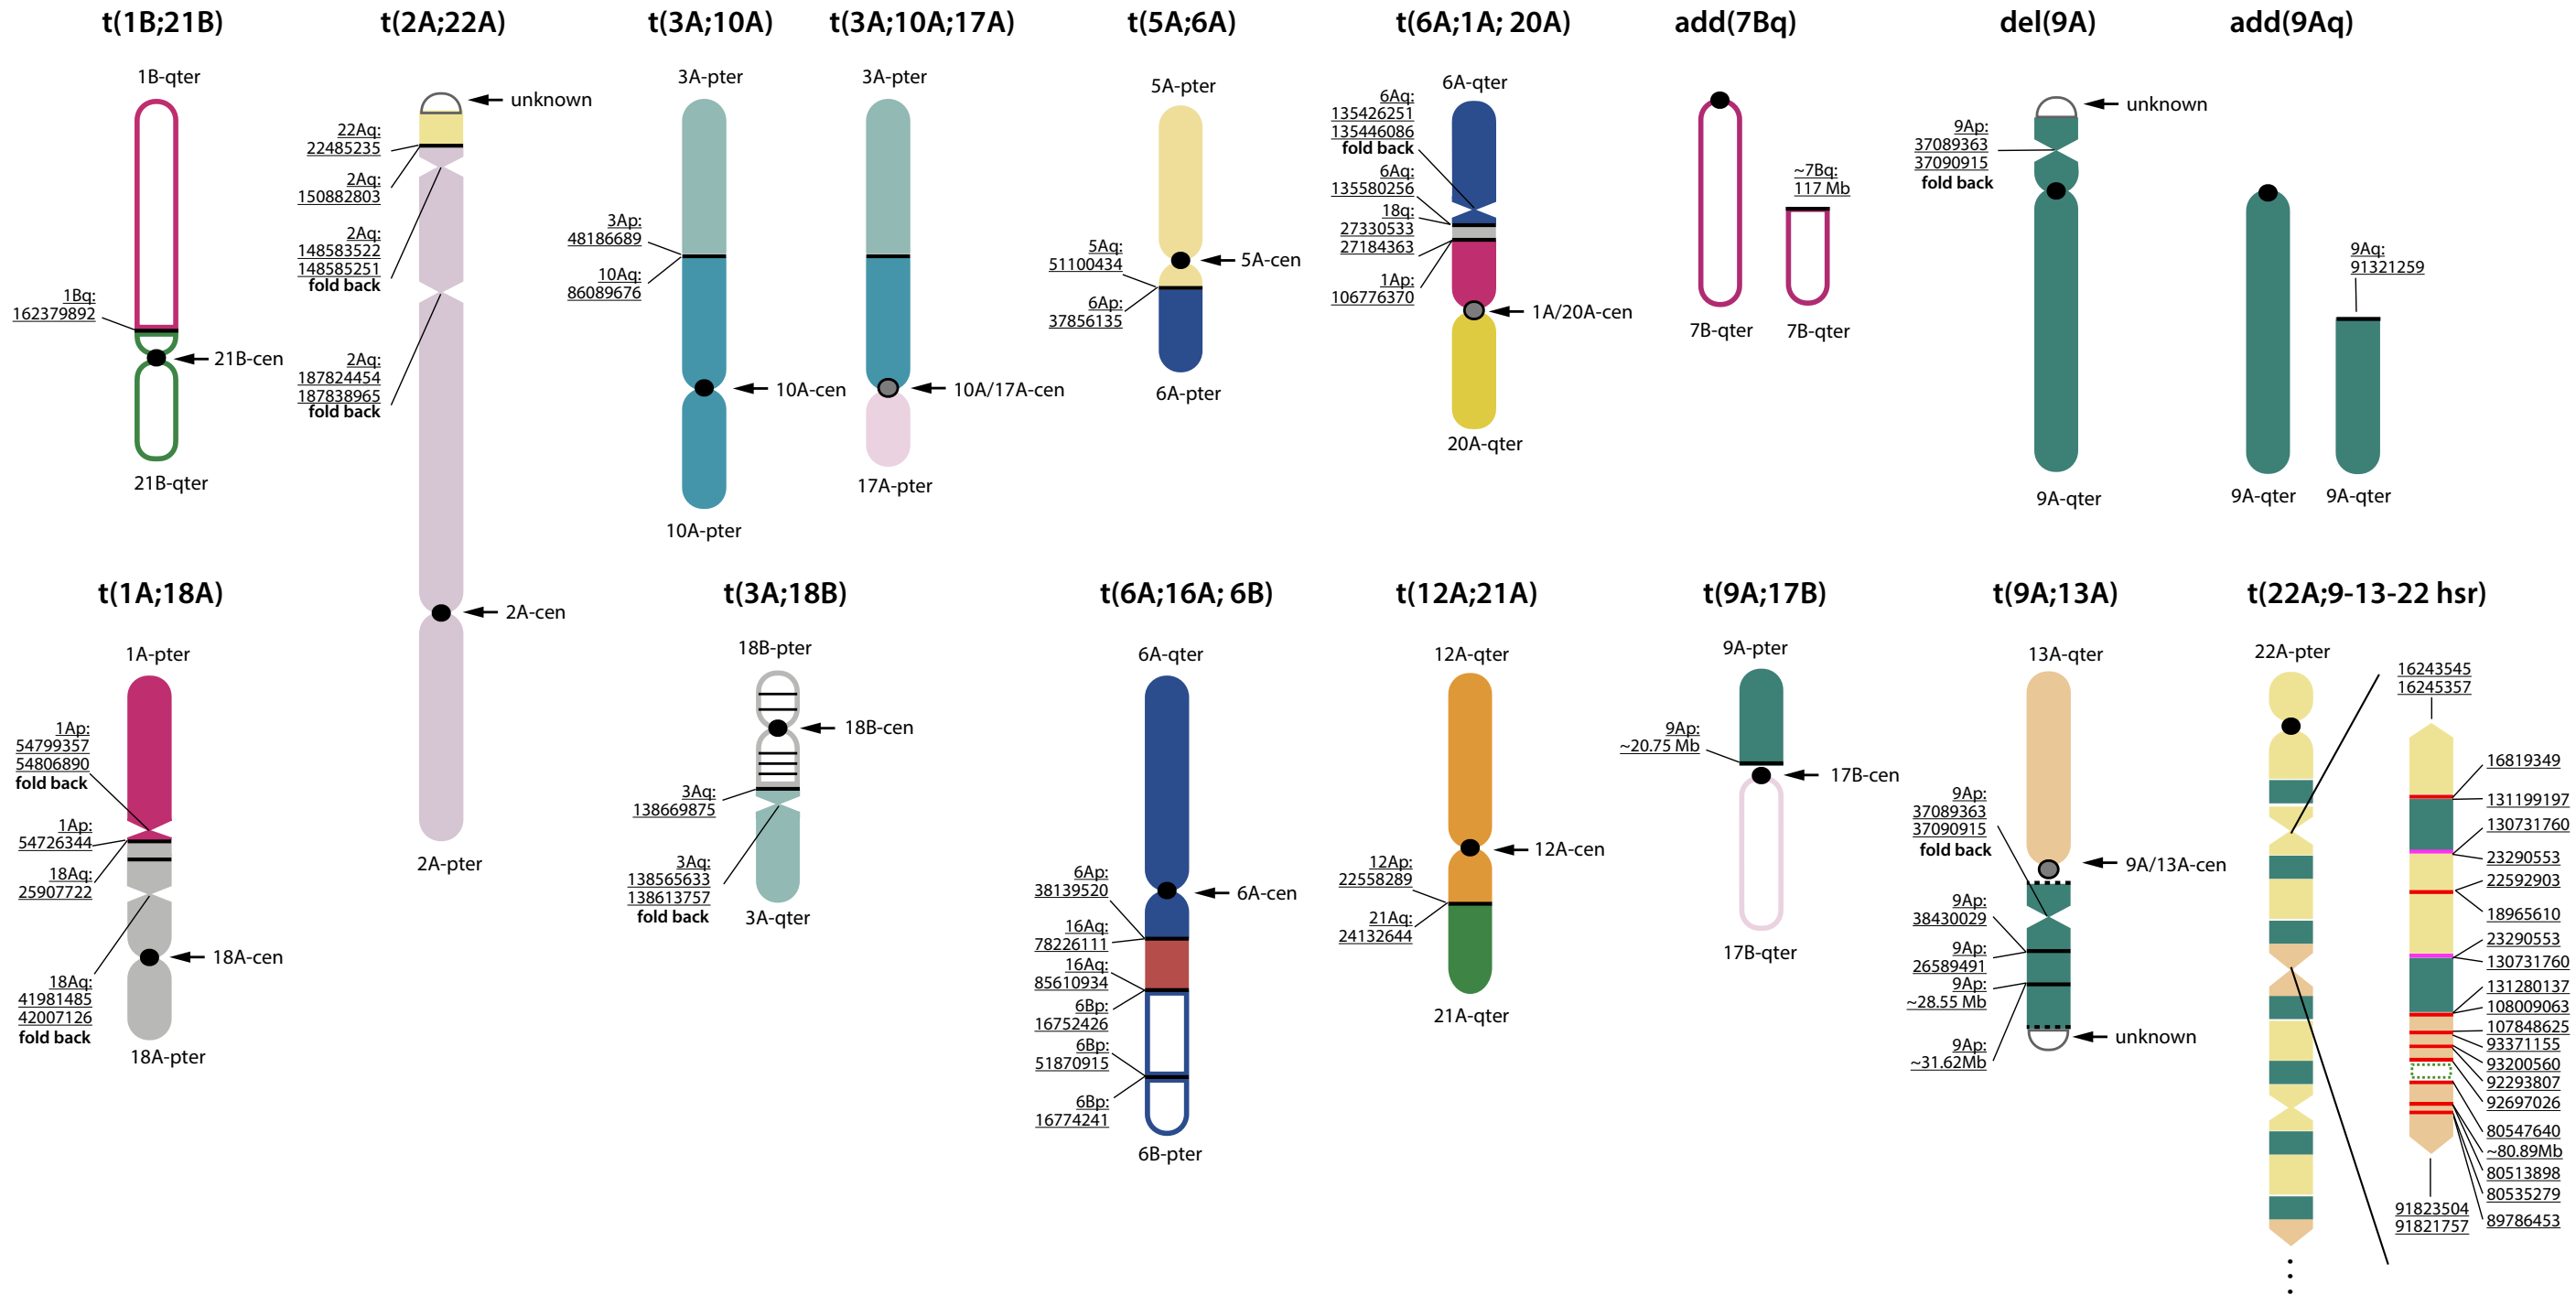 t(1B;21B)
1B-qter
1Bq:
162379892
21B-cen
21B-qter
t(2A;22A)
unknown
22Aq:
22485235
2Aq:
150882803
2Aq:
148583522
148585251
fold back
2Aq:
187824454
187838965
fold back
2A-cen
2A-pter
t(3A;10A)
3A-pter
3Ap:
48186689
10Aq:
86089676
10A-cen
10A-pter
t(3A;10A;17A)
3A-pter
10A/17A-cen
17A-pter
t(5A;6A)
5A-pter
5A-cen
5Aq:
51100434
6Ap:
37856135
6A-pter
t(6A;1A; 20A)
6A-qter
6Aq:
135426251
135446086
fold back
6Aq:
135580256
18q:
27330533
27184363
1Ap:
106776370
1A/20A-cen
20A-qter
add(7Bq)
~7Bq:
117 Mb
7B-qter
7B-qter
del(9A)
unknown
9Ap:
37089363
37090915
fold back
9A-qter
add(9Aq)
9Aq:
91321259
9A-qter
9A-qter
t(1A;18A)
1A-pter
1Ap:
54799357
54806890
fold back
1Ap:
54726344
18Aq:
25907722
18A-cen
18Aq:
41981485
42007126
fold back
18A-pter
t(3A;18B)
18B-pter
18B-cen
3Aq:
138669875
3Aq:
138565633
138613757
fold back
3A-qter
t(6A;16A; 6B)
6A-qter
6Ap:
38139520
6A-cen
16Aq:
78226111
16Aq:
85610934
6Bp:
16752426
6Bp:
51870915
6Bp:
16774241
6B-pter
t(12A;21A)
12A-qter
12A-cen
12Ap:
22558289
21Aq:
24132644
21A-qter
t(9A;17B)
9A-pter
9Ap:
~20.75 Mb
17B-cen
17B-qter
t(9A;13A)
13A-qter
9Ap:
37089363
37090915
fold back
9A/13A-cen
9Ap:
38430029
9Ap:
26589491
9Ap:
~28.55 Mb
9Ap:
~31.62Mb
unknown
t(22A;9-13-22 hsr)
22A-pter
16243545
16245357
16819349
131199197
130731760
23290553
22592903
18965610
23290553
130731760
131280137
108009063
107848625
93371155
93200560
92293807
92697026
80547640
~80.89Mb
80513898
80535279
89786453
91823504
91821757